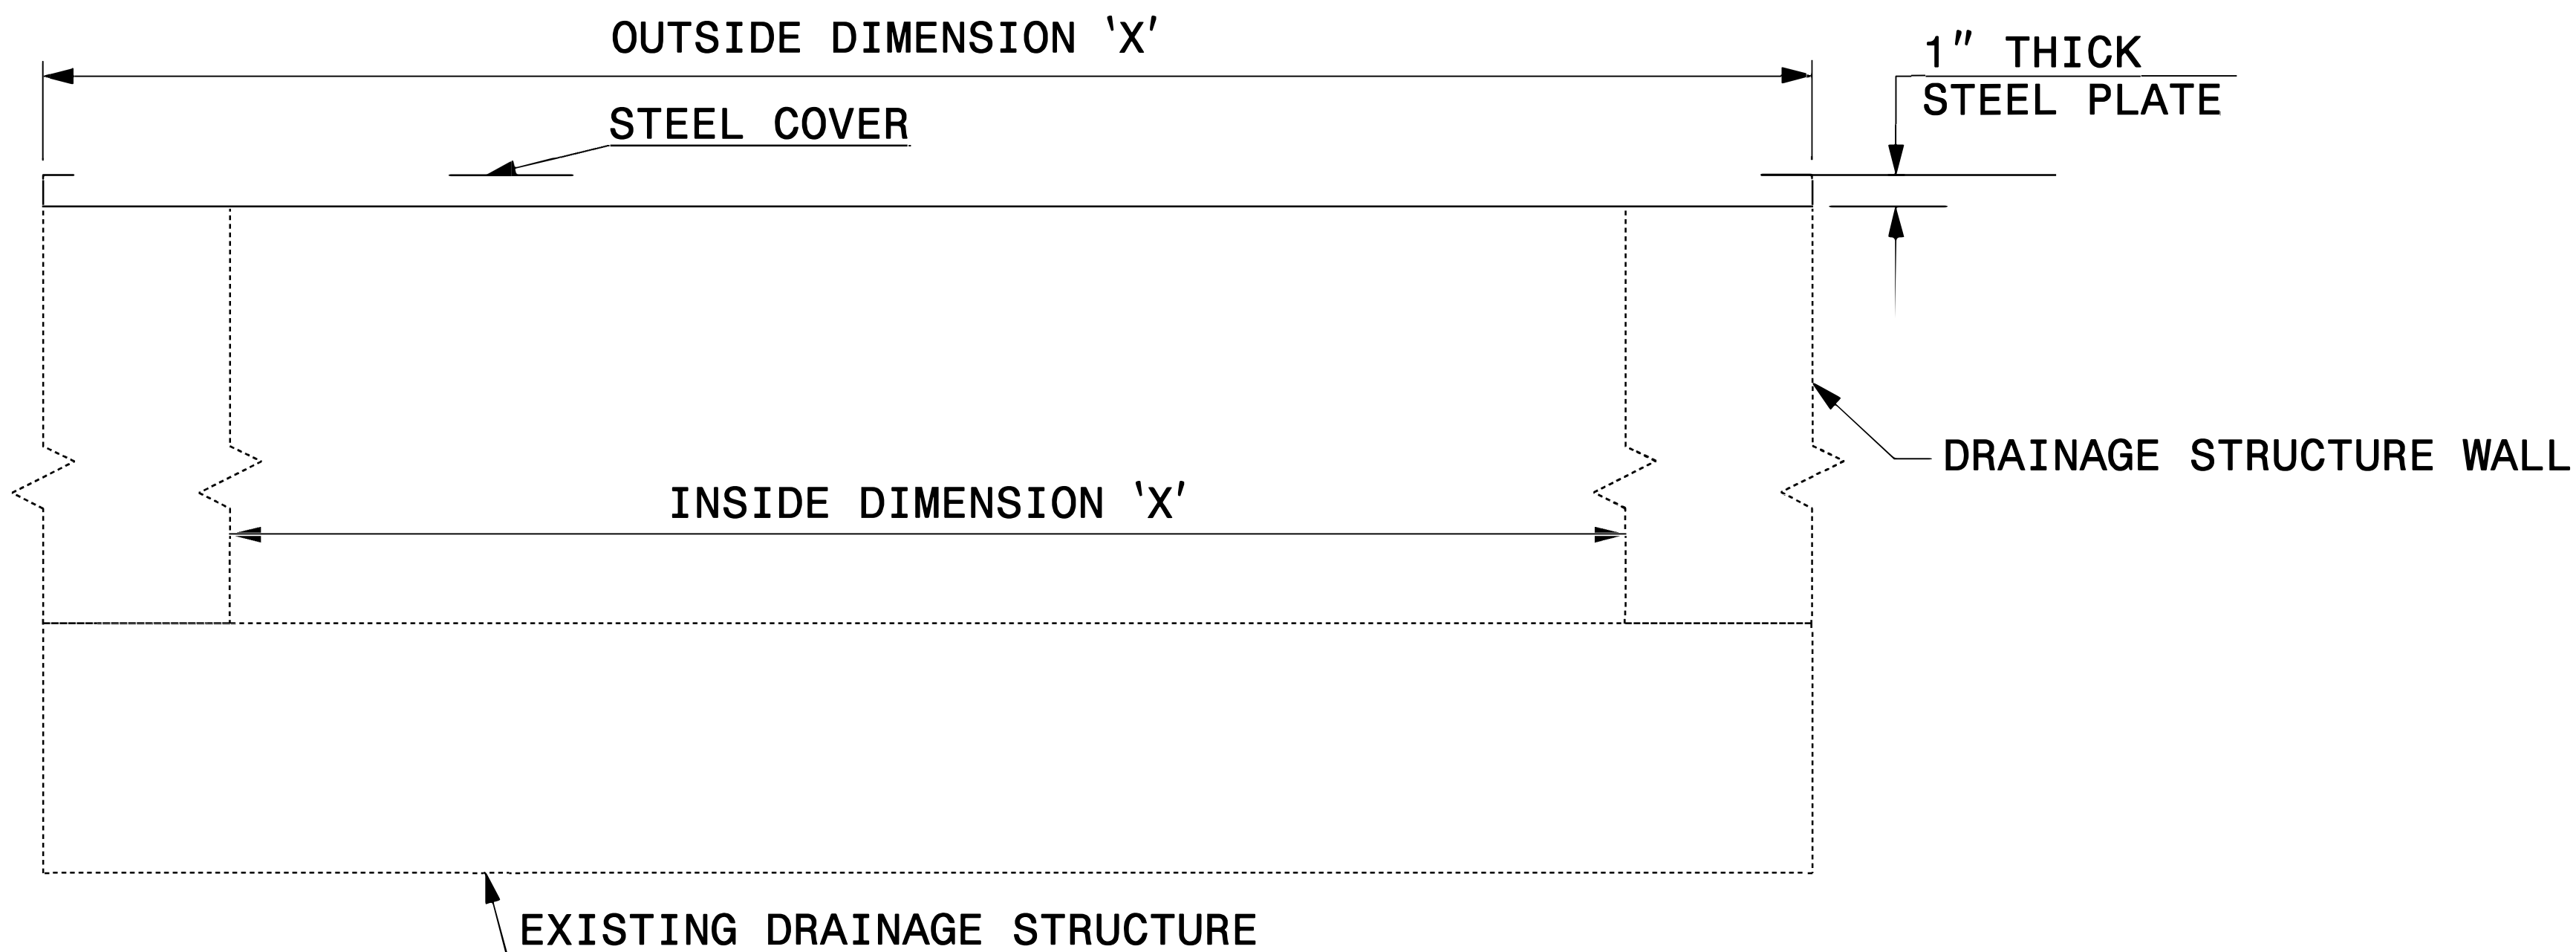 OUTSIDE DIMENSION 'X'
1" THICK
STEEL PLATE
STEEL COVER
DRAINAGE STRUCTURE WALL
INSIDE DIMENSION 'X'
EXISTING DRAINAGE STRUCTURE